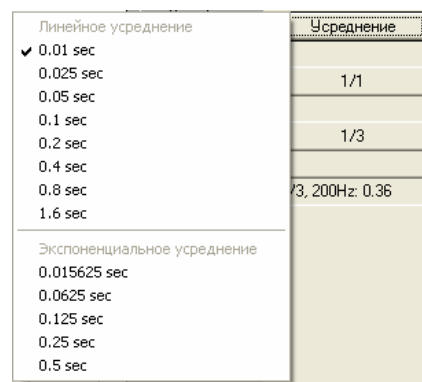 Линейное усреднение
0.01 sec
0.025 sec
0.05 sec
0.1 sec
0.2 sec
0.4 sec
0.8 sec
1.6 sec
Экспоненциальное усреднение
0.015625 sec
0.0625 sec
0.125 sec
0.25 sec
0.5 sec
Усреднение
1/1
1/3
/3, 200Hz: 0.36